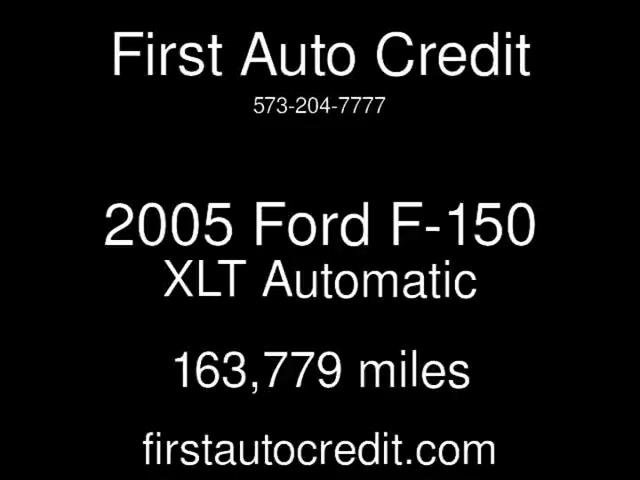 First Auto Credit
573-204-7777
2005 Ford F-150
XLT Automatic
163,779 miles
firstautocredit.com